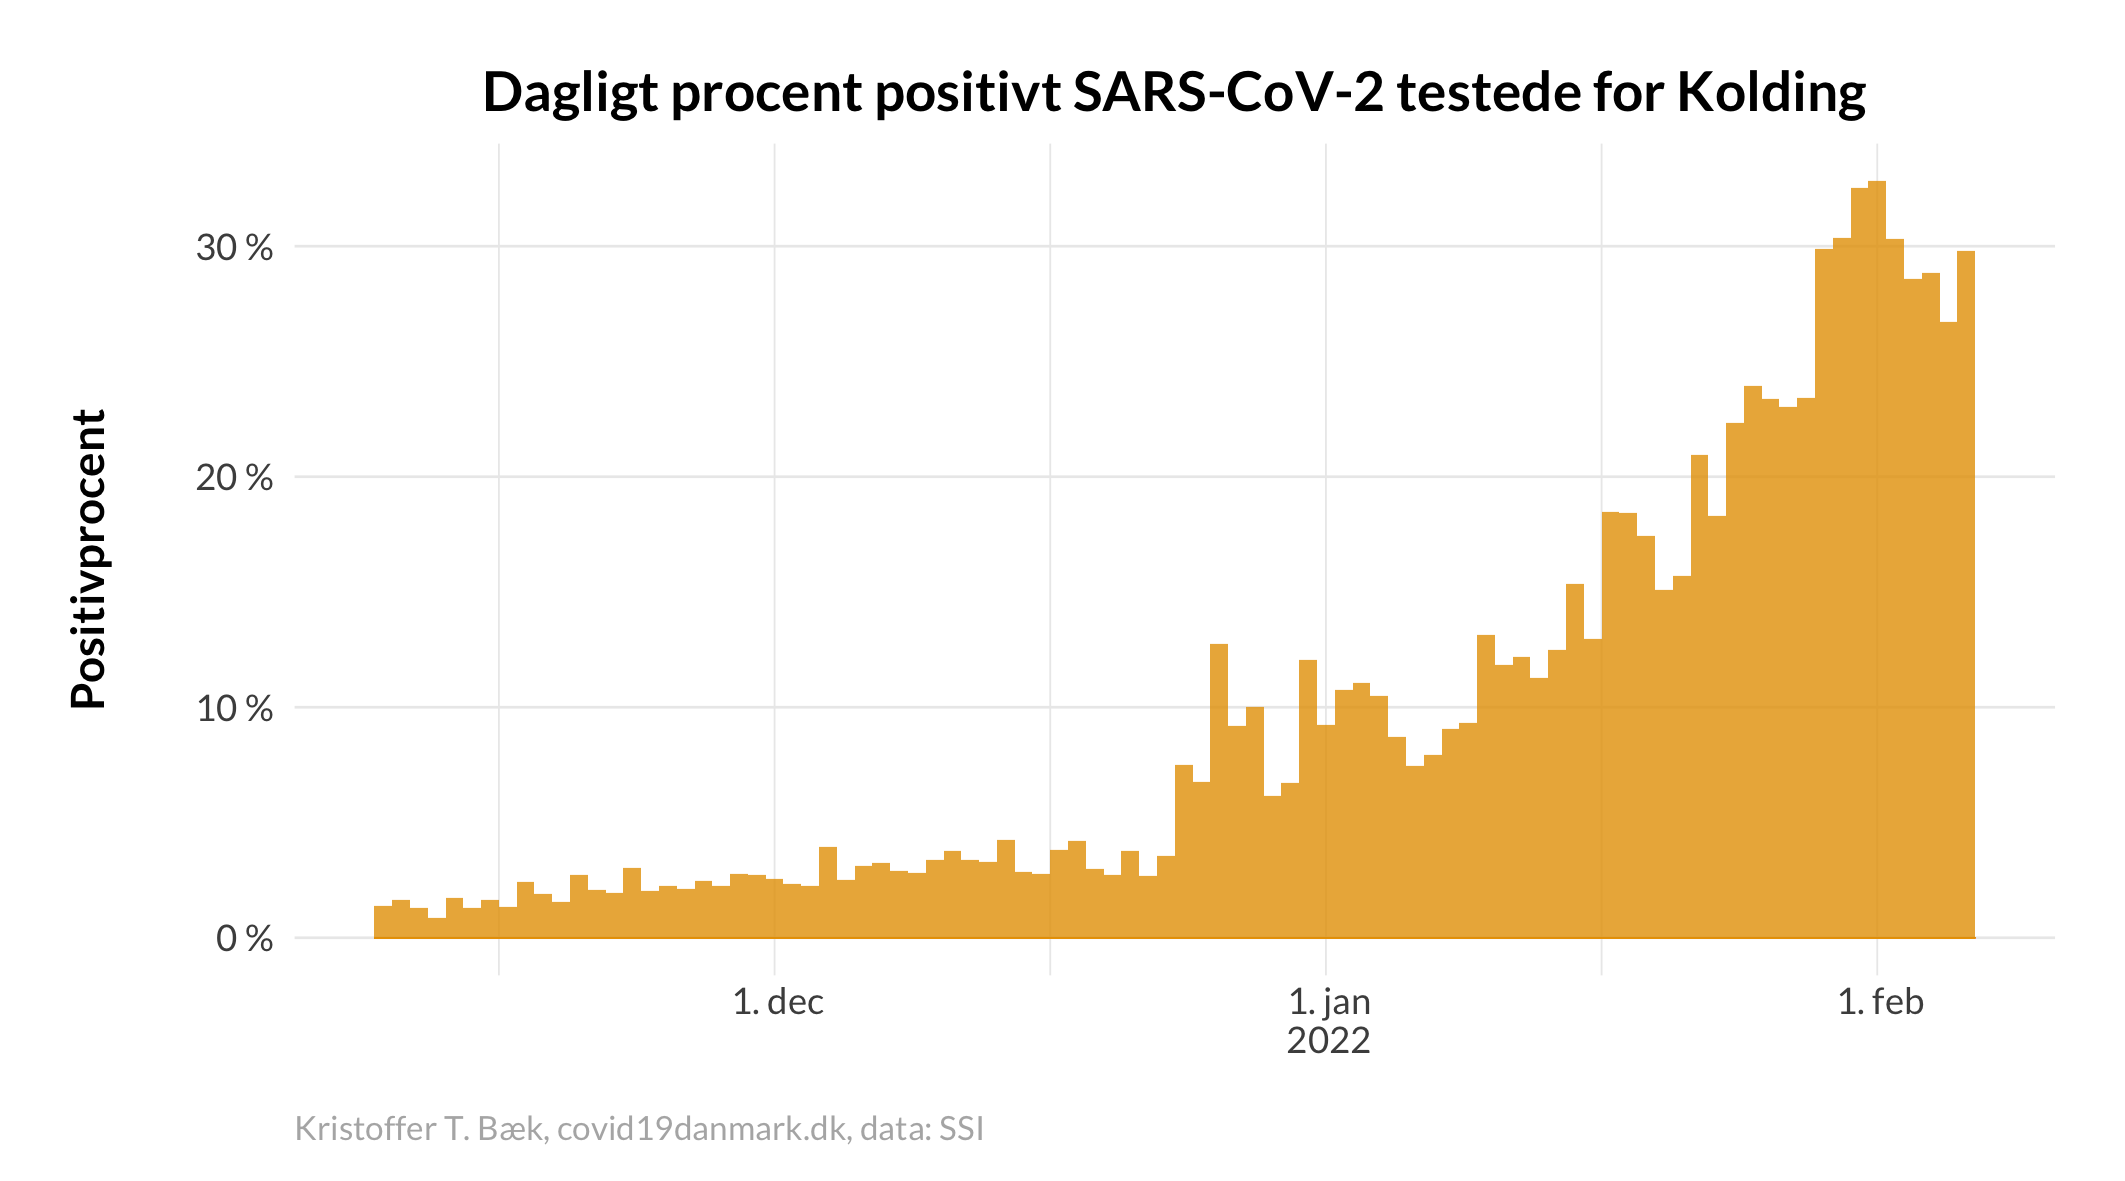 Dagligt procent positivt SARS-CoV-2 testede for Kolding
Positivprocent
30 %
20 %
10 %
0 %
1. dec
1. jan
2022
1. feb
Kristoffer T. Bæk, covid19danmark.dk, data: SSI